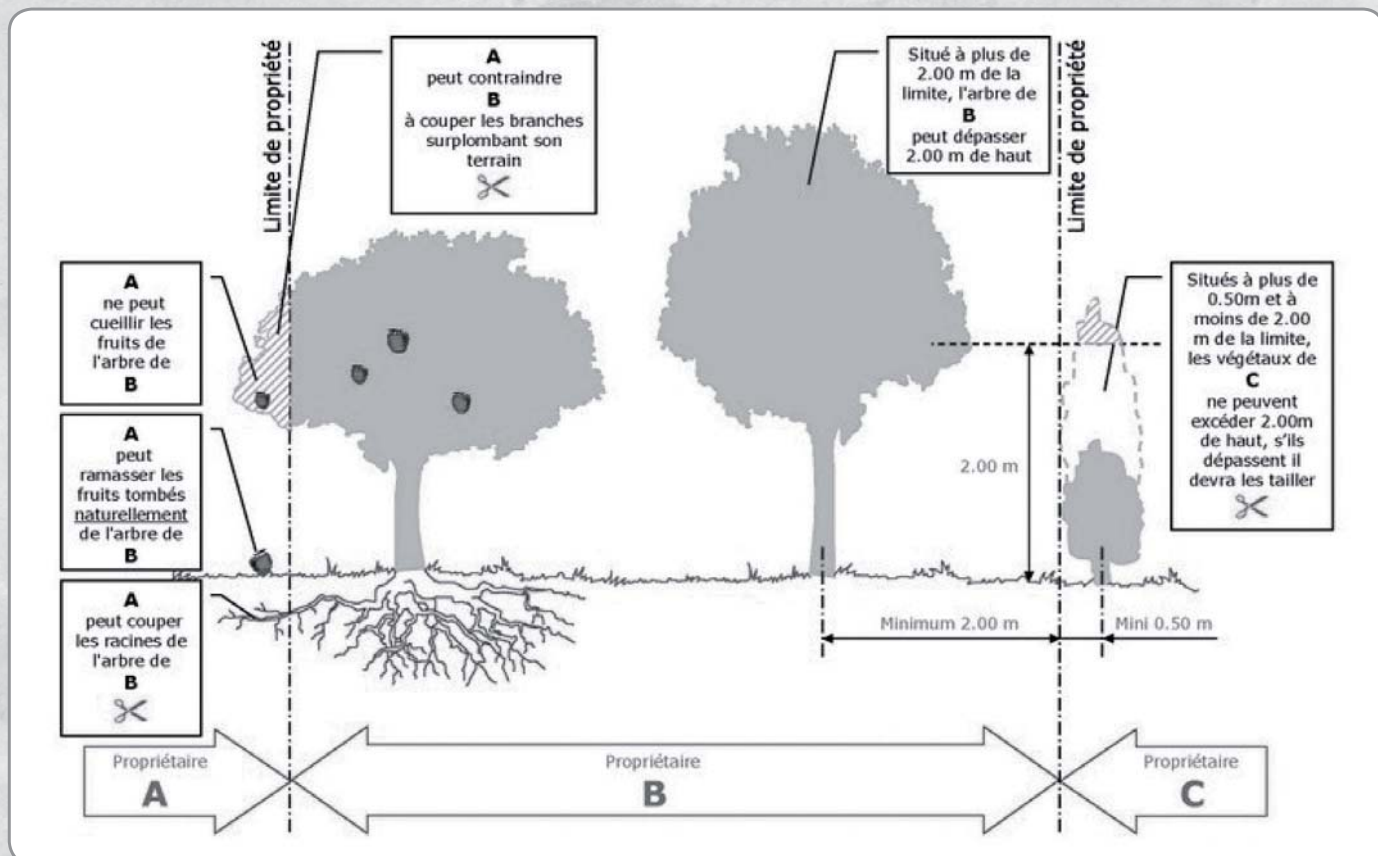 Limite de propriété
A
peut contraindre
B
à couper les branches
surplombant son
terrain
Situé à plus de
2.00 m de la
limite, l'arbre de
B
peut dépasser
2.00 m de haut
Limite de propriété
A
ne peut
cueillir les
fruits de
l'arbre de
B
Situés à plus de
0.50m et à
moins de 2.00
m de la limite,
les végétaux de
C
ne peuvent
excéder 2.00m
de haut, s'ils
dépassent il
devra les tailler
A
peut
ramasser les
fruits tombés
naturellement
de l'arbre de
B
2.00 m
A
peut couper
les racines de
l'arbre de
B
Minimum 2.00 m
Mini 0.50 m
Propriétaire
A
Propriétaire
B
Propriétaire
C